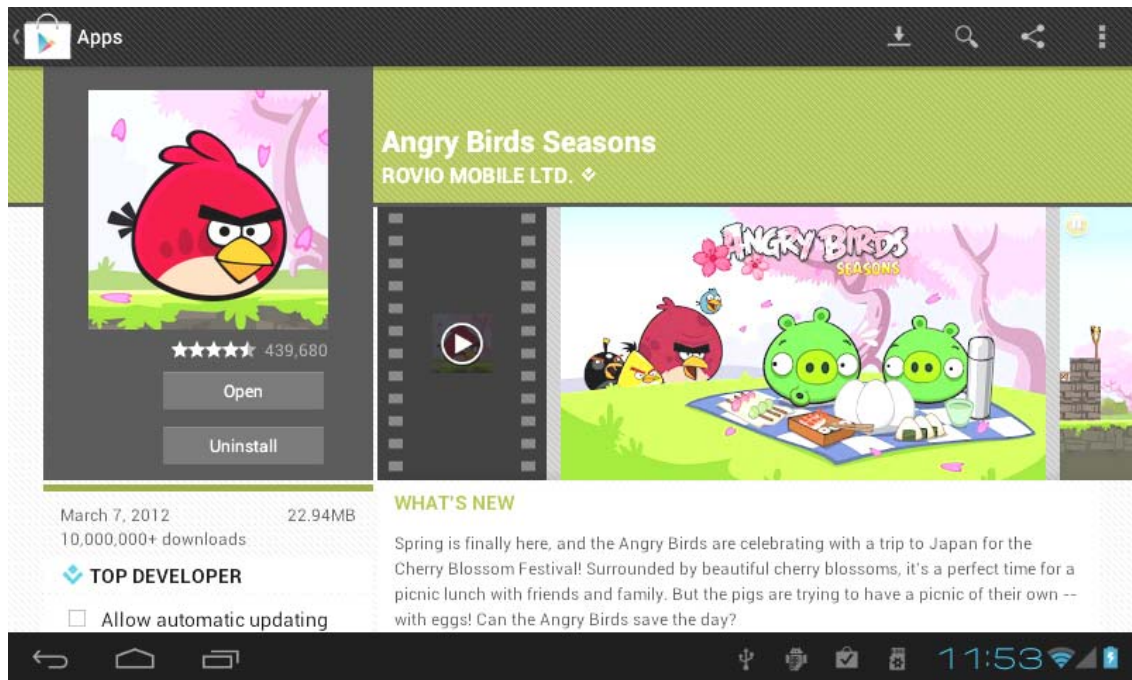 Apps
Angry Birds Seasons
ROVIO MOBILE LTD.
439,680
Open
Uninstall
ANGRY BIRDS
SEASONS
March 7, 2012
22.94MB
10,000,000+ downloads
TOP DEVELOPER
Allow automatic updating
WHAT'S NEW
Spring is finally here, and the Angry Birds are celebrating with a trip to Japan for the
Cherry Blossom Festival! Surrounded by beautiful cherry blossoms, it's a perfect time for a
picnic lunch with friends and family. But the pigs are trying to have a picnic of their own --
with eggs! Can the Angry Birds save the day?
11:53